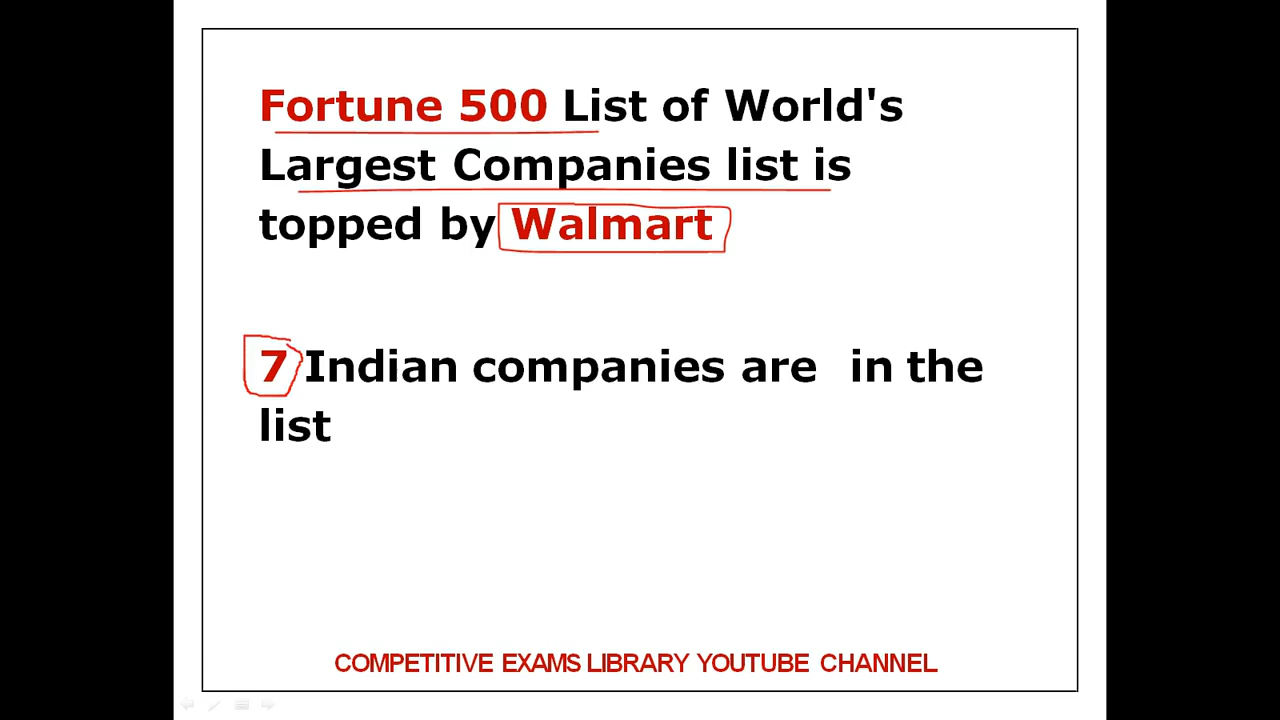 Fortune 500 List of World's
Largest Companies list is
topped by Walmart
7 Indian companies are in the
list
COMPETITIVE EXAMS LIBRARY YOUTUBE CHANNEL